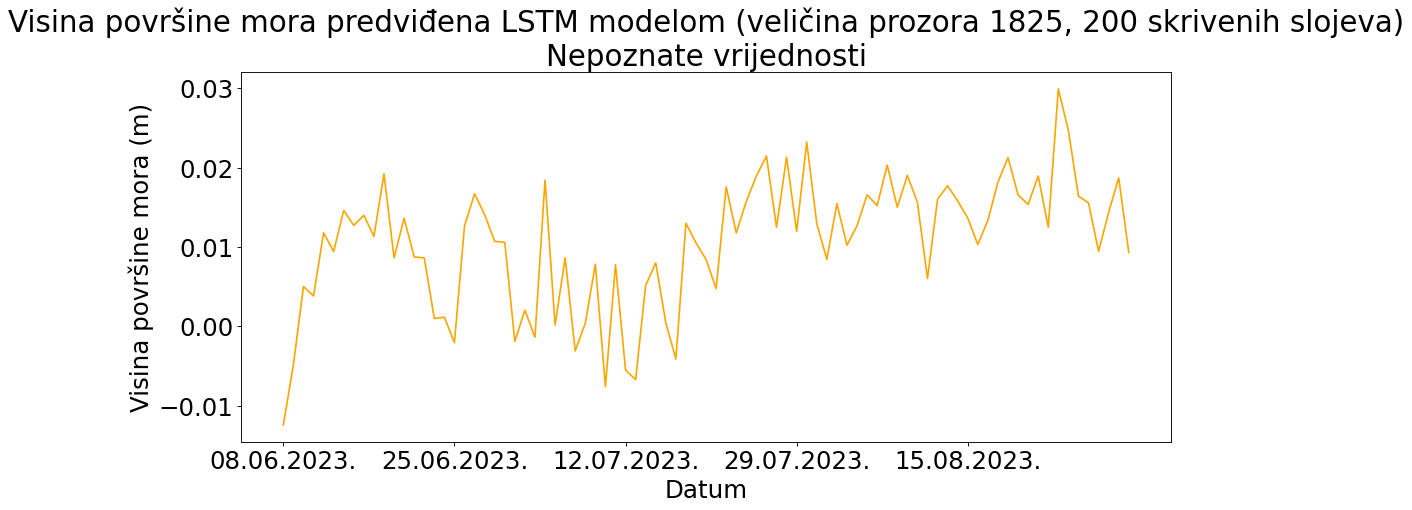 Visina površine mora predviđena LSTM modelom (veličina prozora 1825, 200 skrivenih slojeva)
Nepoznate vrijednosti
Visina površine mora (m)
0.03
0.02
0.01
0.00
−0.01
08.06.2023. 25.06.2023. 12.07.2023. 29.07.2023. 15.08.2023.
Datum